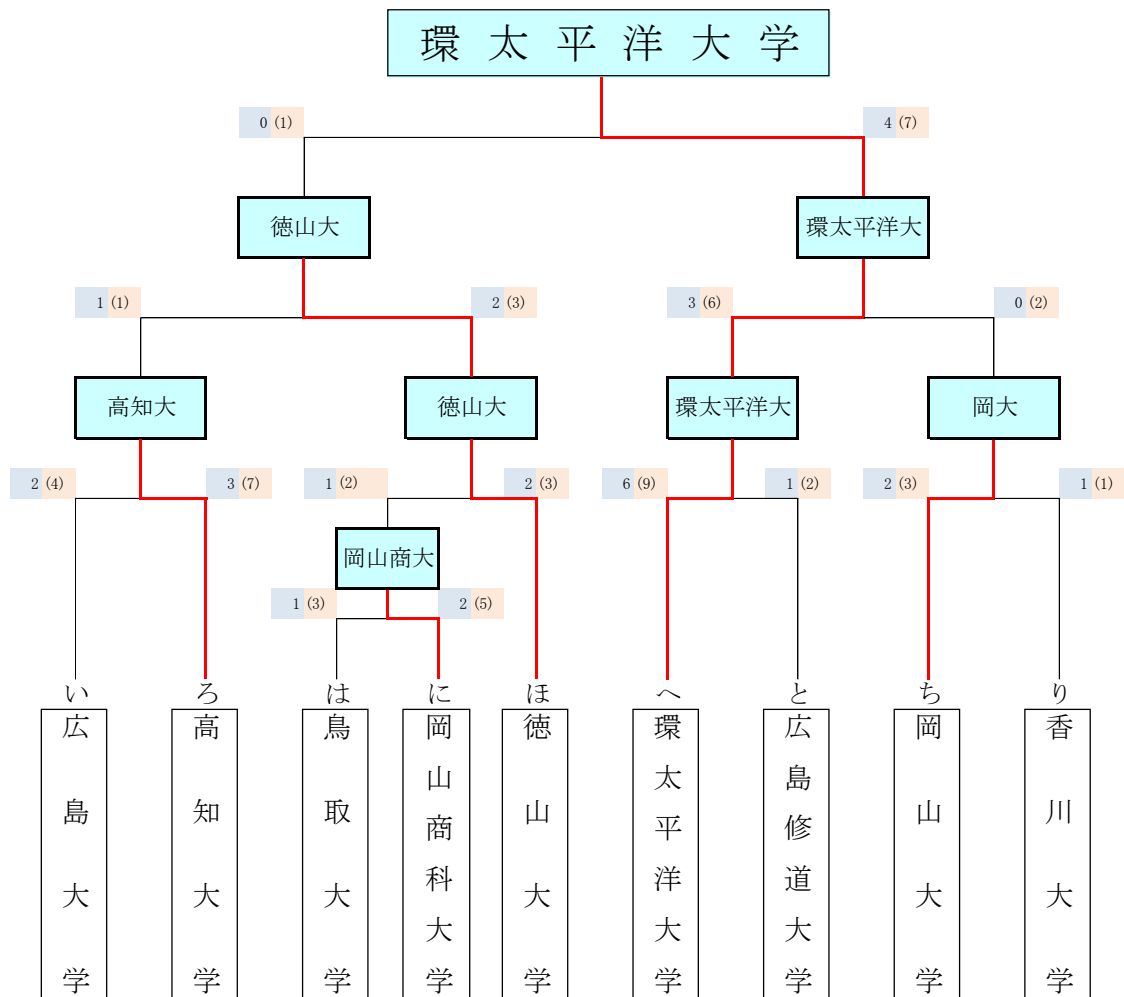 環太平洋大学
0 (1)
4 (7)
徳山大
環太平洋大
1 (1)
2 (3)
3 (6)
0 (2)
高知大
徳山大
環太平洋大
岡大
2 (4)
3 (7)
1 (2)
2 (3)
6 (9)
1 (2)
2 (3)
1 (1)
岡山商大
1 (3)
2 (5)
い
ろ
は
に
ほ
へ
と
ち
り
広島大学
高知大学
鳥取大学
岡山商科大学
徳山大学
環太平洋大学
広島修道大学
岡山大学
香川大学